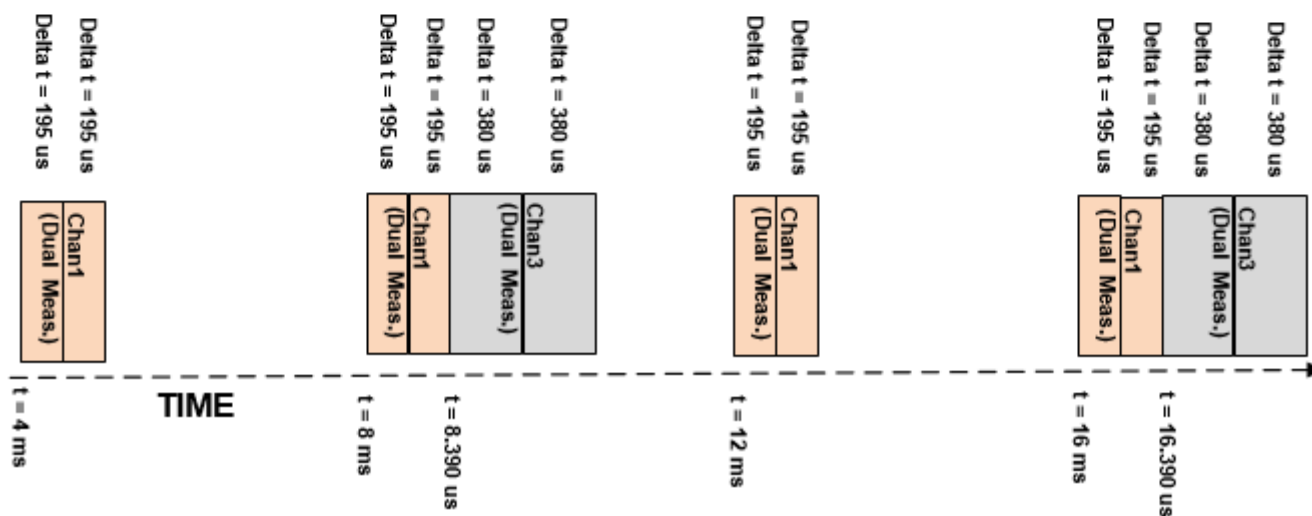 Delta t = 195 us
Delta t = 195 us
Delta t = 195 us
Delta t = 195 us
Delta t = 380 us
Delta t = 380 us
Delta t = 195 us
Delta t = 195 us
Delta t = 195 us
Delta t = 195 us
Delta t = 380 us
Delta t = 380 us
Chan1
(Dual Meas.)
Chan1
(Dual Meas.)
Chan3
(Dual Meas.)
Chan1
(Dual Meas.)
Chan1
(Dual Meas.)
Chan3
(Dual Meas.)
t = 4 ms
TIME
t = 8 ms
t = 8.390 us
t = 12 ms
t = 16 ms
t = 16.390 us